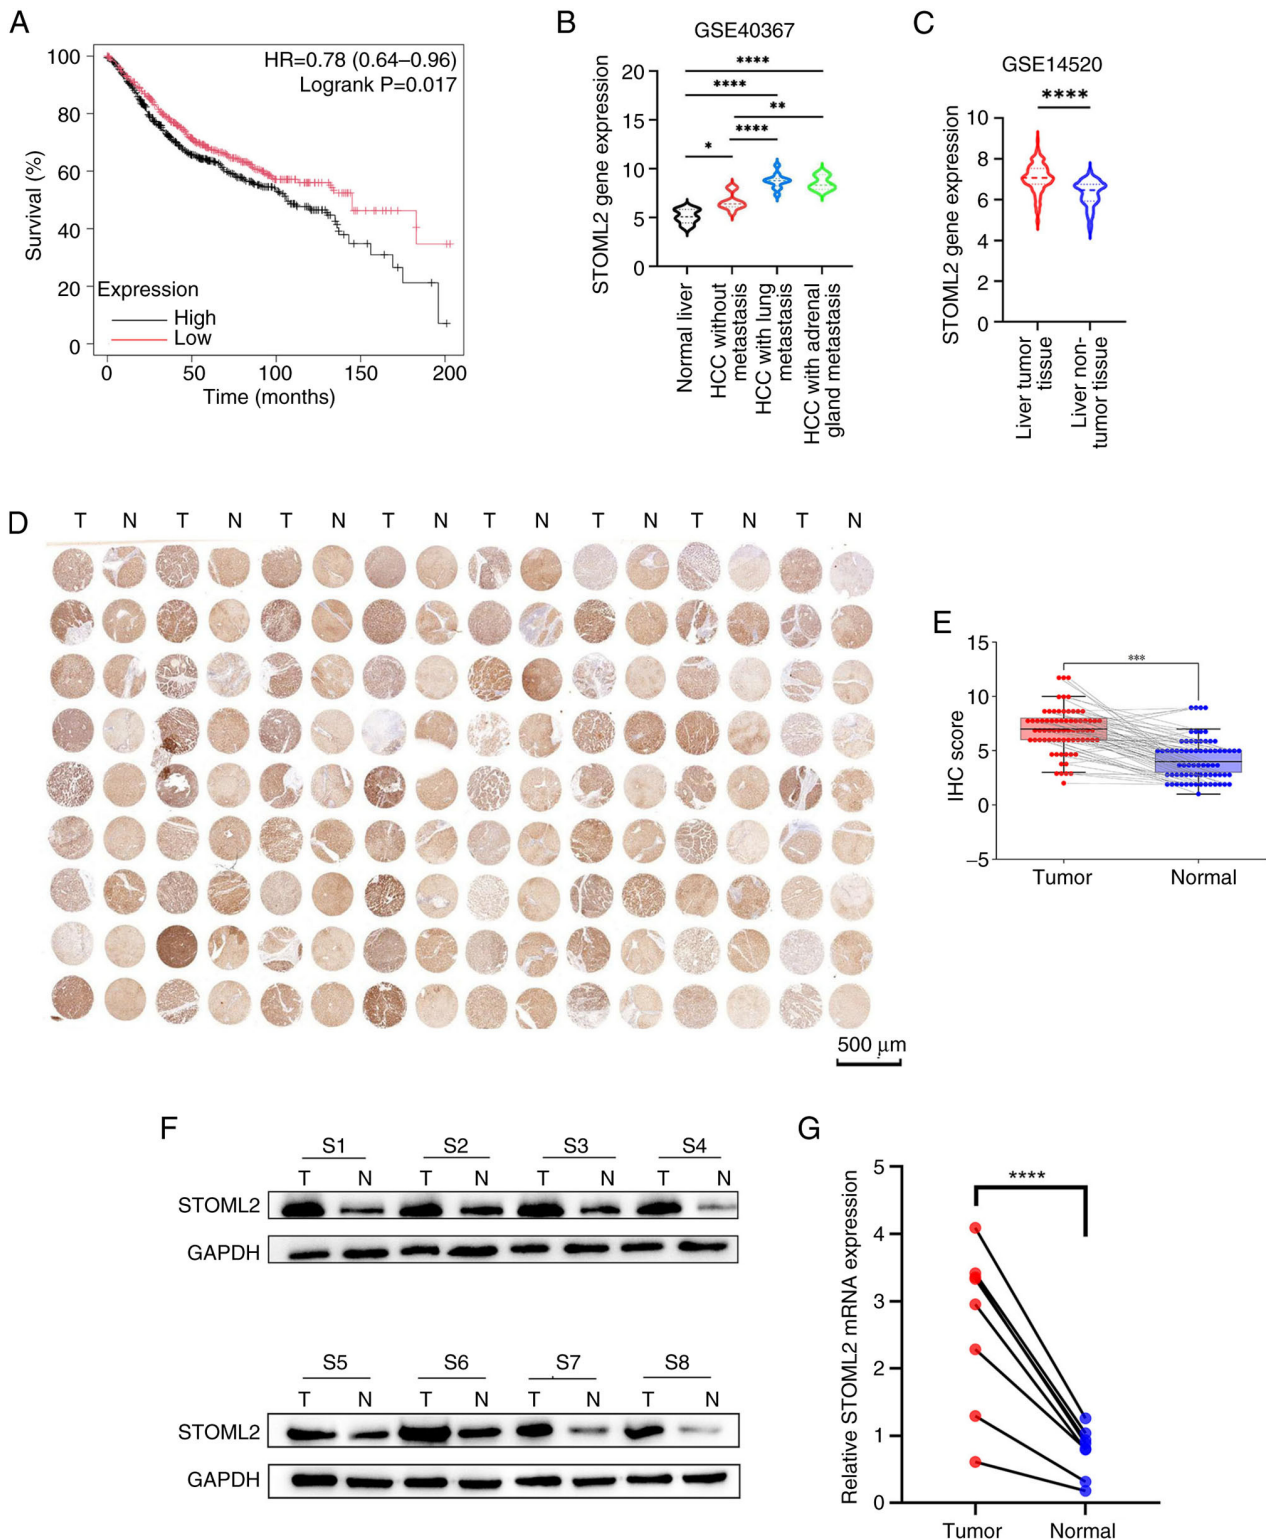 A
HR=0.78 (0.64–0.96)
Logrank P=0.017
Survival (%)
100
80
60
40
20
0
Expression
High
Low
0 50 100 150 200
Time (months)
B
GSE40367
STOML2 gene expression
20
15
10
5
0
****
****
**
****
*
Normal liver
HCC without
metastasis
HCC with lung
metastasis
HCC with adrenal
gland metastasis
C
GSE14520
****
STOML2 gene expression
10
8
6
4
2
0
Liver tumor
tissue
Liver non-
tumor tissue
D
T N T N T N T N T N T N T N T N
500 μm
E
IHC score
15
10
5
0
−5
***
Tumor Normal
F
S1 S2 S3 S4
T N T N T N T N
STOML2
GAPDH
S5 S6 S7 S8
T N T N T N T N
STOML2
GAPDH
G
Relative STOML2 mRNA expression
5
4
3
2
1
0
****
Tumor Normal